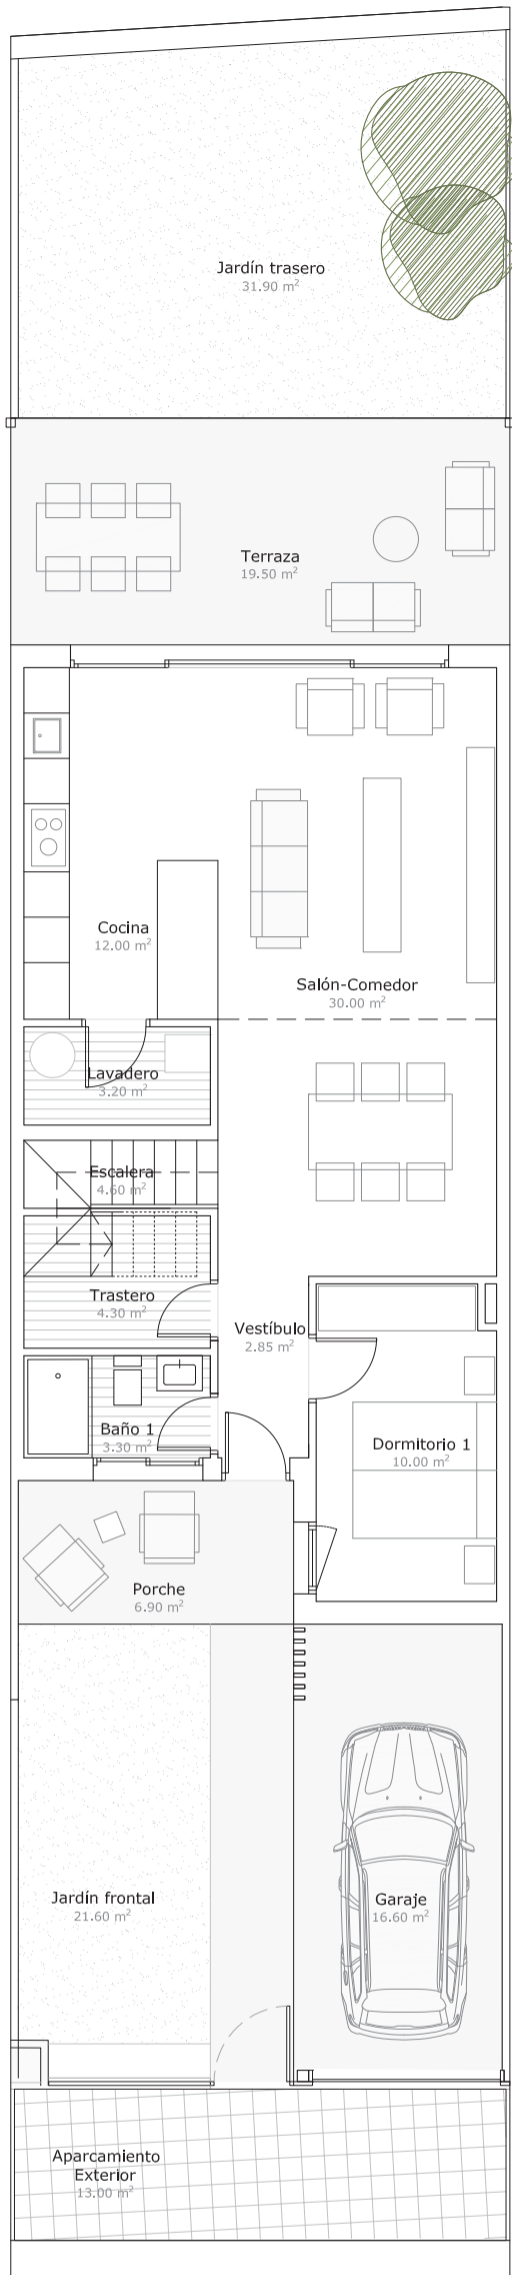 Jardín trasero
31.90 m²
Terraza
19.50 m²
Cocina
12.00 m²
Salón-Comedor
30.00 m²
Lavadero
3.20 m²
Escalera
4.60 m²
Trastero
4.30 m²
Vestíbulo
2.85 m²
Baño 1
3.30 m²
Dormitorio 1
10.00 m²
Porche
6.90 m²
Jardín frontal
21.60 m²
Garaje
16.60 m²
Aparcamiento
Exterior
13.00 m²